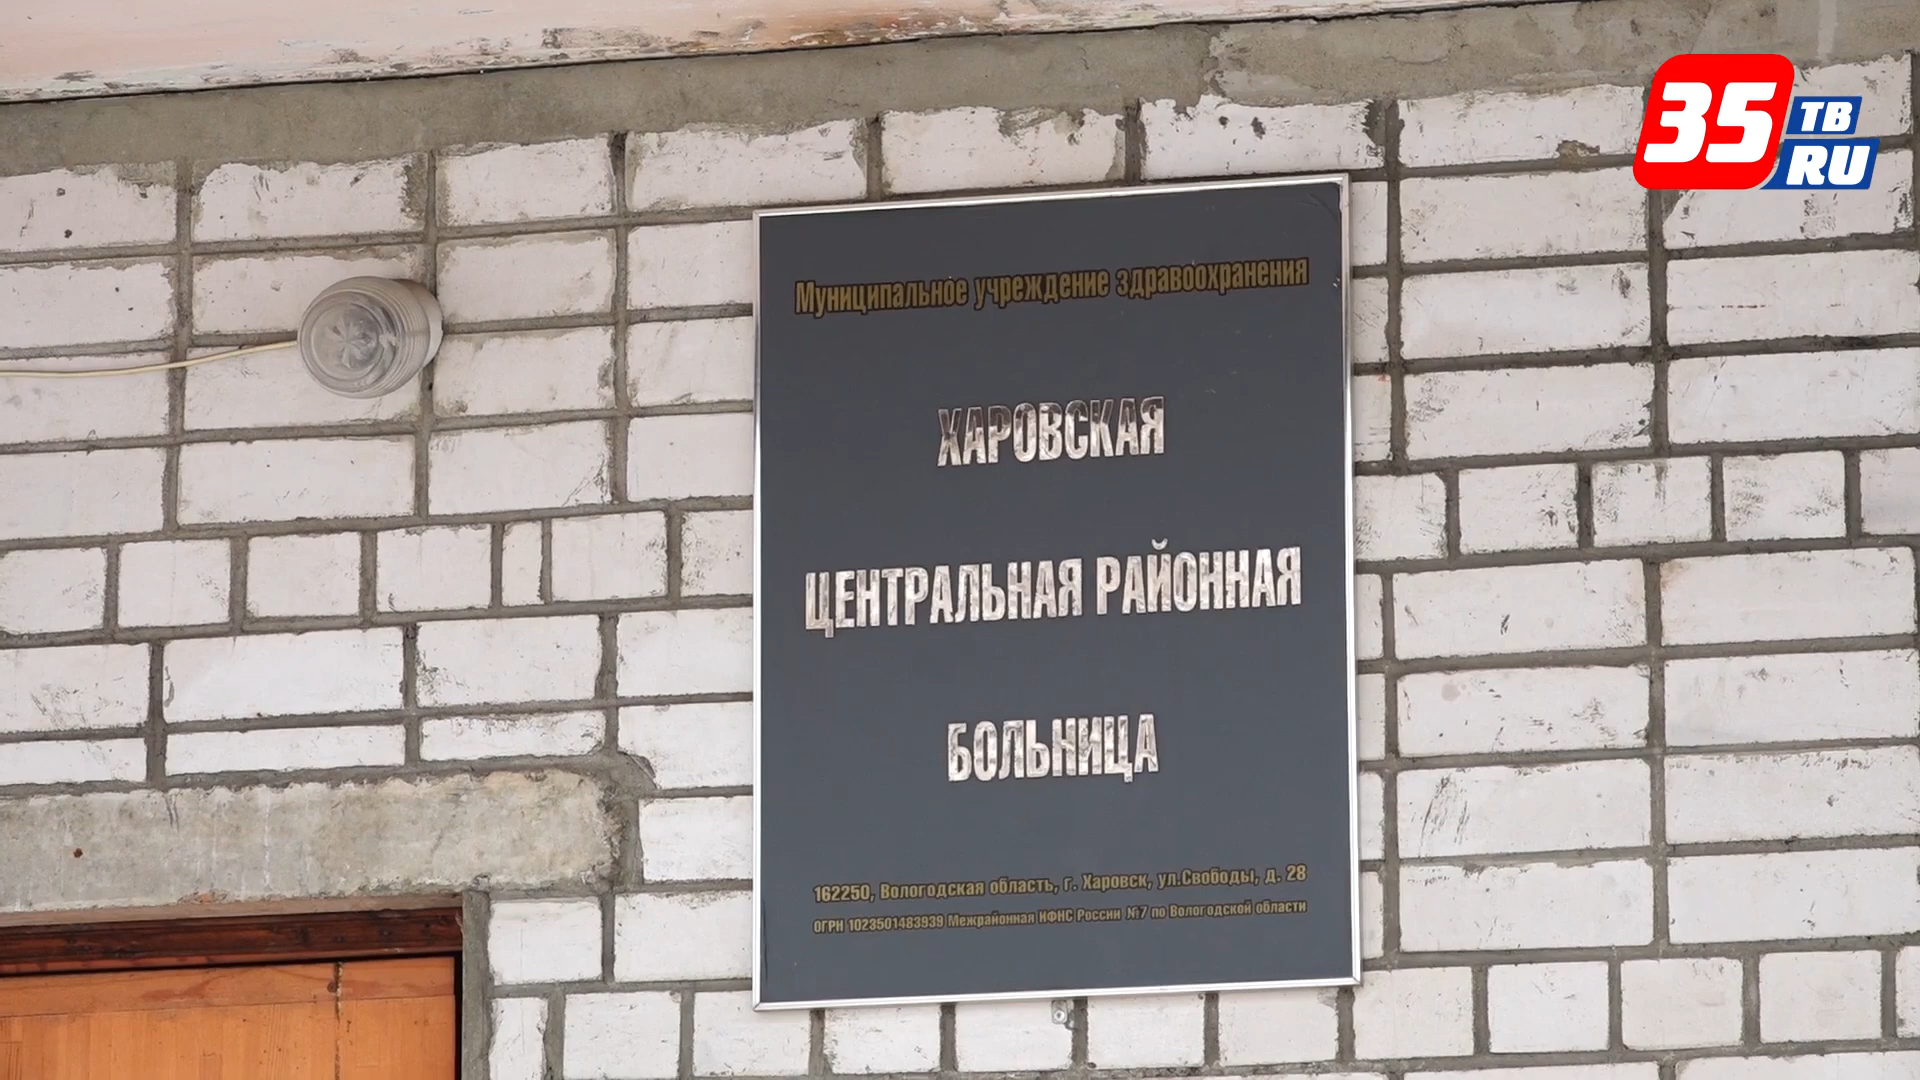 35
ТВ
RU
Муниципальное учреждение здравоохранения
ХАРОВСКАЯ
ЦЕНТРАЛЬНАЯ РАЙОННАЯ
БОЛЬНИЦА
162250, Вологодская область, г. Харовск, ул.Свободы, д. 28
ОГРН 1023501483939 Межрайонная ИФНС России №7 по Вологодской области